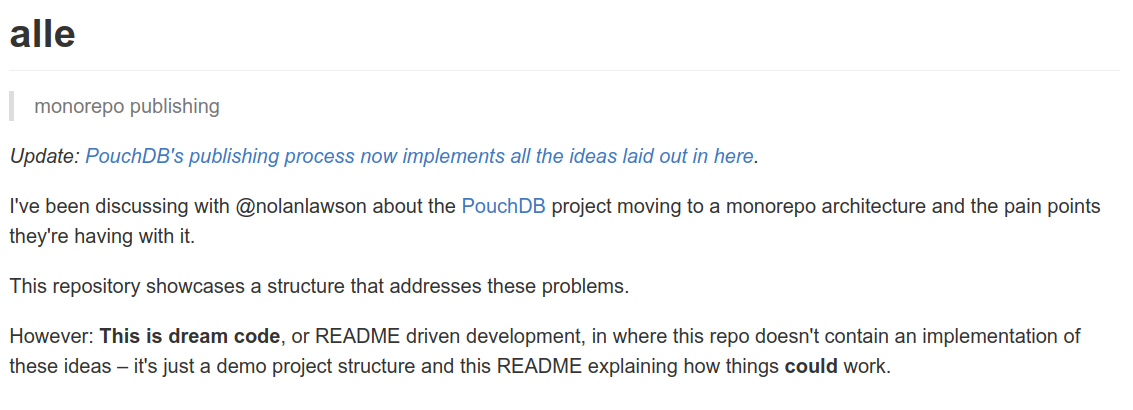 alle
monorepo publishing
Update: PouchDB's publishing process now implements all the ideas laid out in here.
I've been discussing with @nolanlawson about the PouchDB project moving to a monorepo architecture and the pain points
they're having with it.
This repository showcases a structure that addresses these problems.
However: This is dream code, or README driven development, in where this repo doesn't contain an implementation of
these ideas – it's just a demo project structure and this README explaining how things could work.